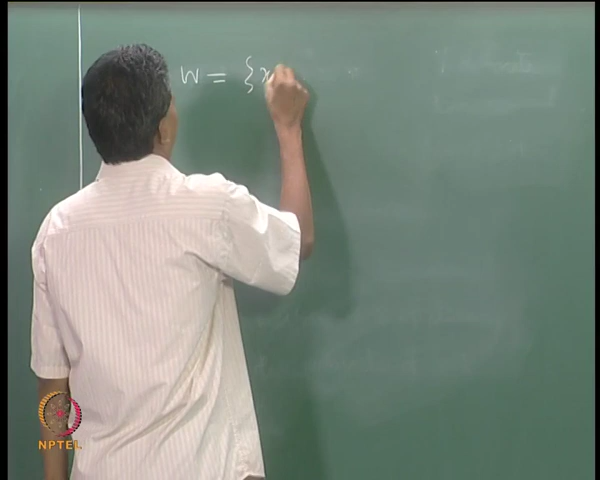 W = {x
NPTEL